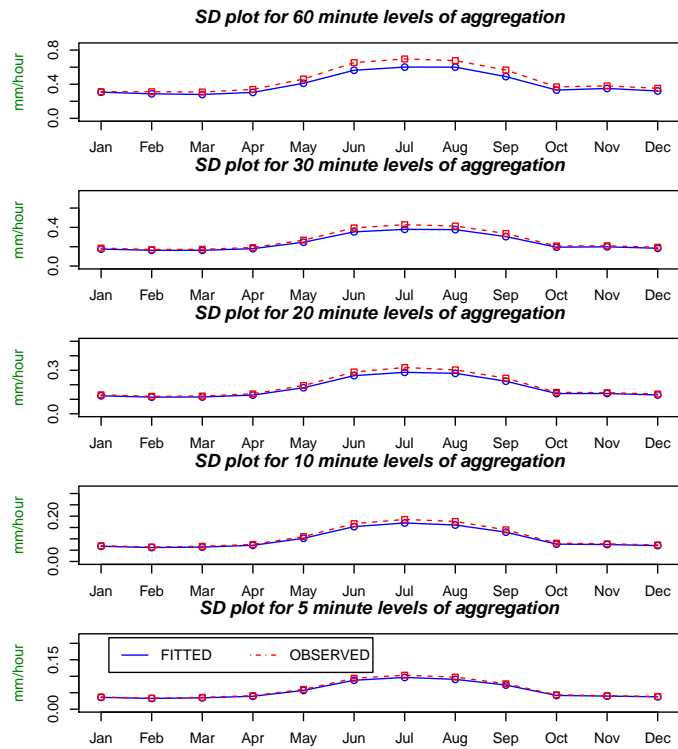 SD plot for 60 minute levels of aggregation
mm/hour
0.0 0.4 0.8
Jan Feb Mar Apr May Jun Jul Aug Sep Oct Nov Dec
SD plot for 30 minute levels of aggregation
mm/hour
0.0 0.4
Jan Feb Mar Apr May Jun Jul Aug Sep Oct Nov Dec
SD plot for 20 minute levels of aggregation
mm/hour
0.0 0.3
Jan Feb Mar Apr May Jun Jul Aug Sep Oct Nov Dec
SD plot for 10 minute levels of aggregation
mm/hour
0.00 0.20
Jan Feb Mar Apr May Jun Jul Aug Sep Oct Nov Dec
SD plot for 5 minute levels of aggregation
mm/hour
0.00 0.15
FITTED OBSERVED
Jan Feb Mar Apr May Jun Jul Aug Sep Oct Nov Dec